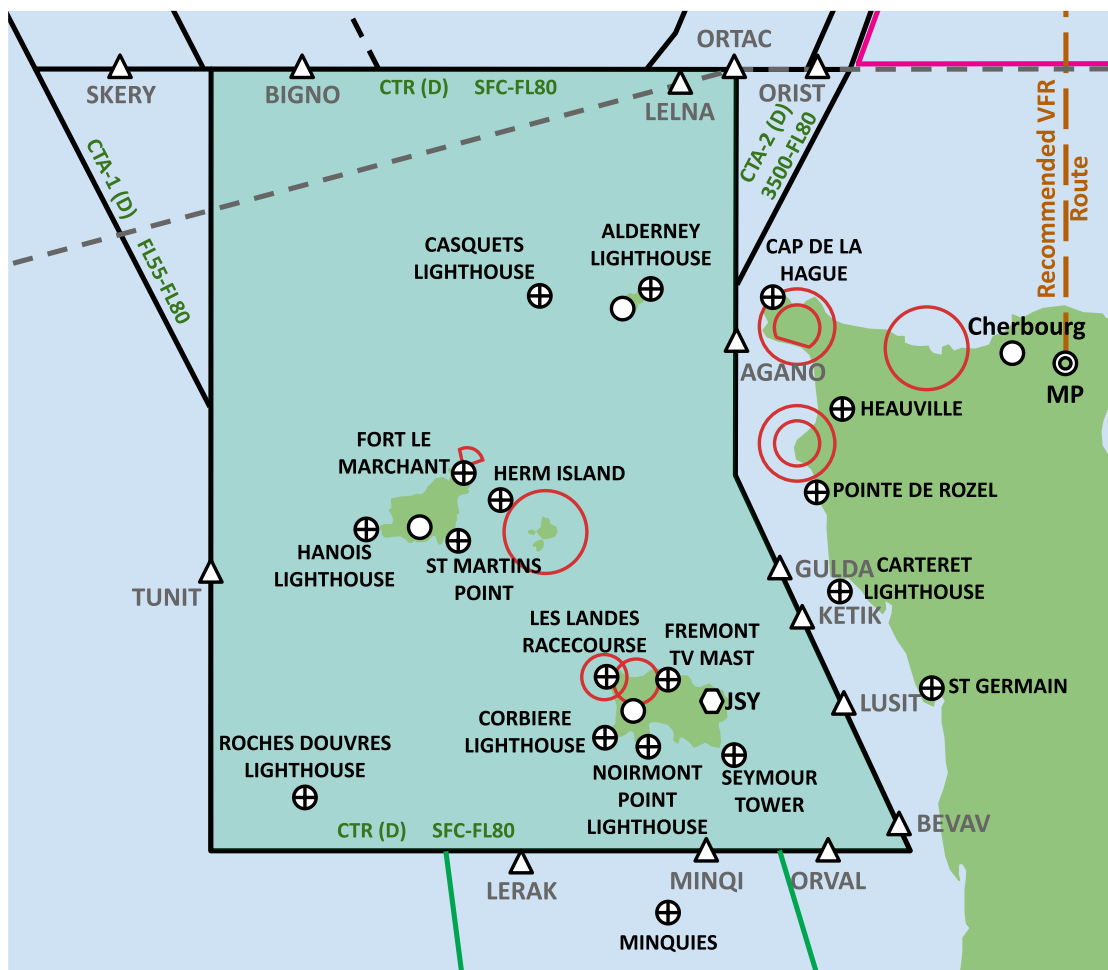 ORTAC
SKERY
BIGNO
CTR (D) SFC-FL80
LELNA
ORIST
CTA-1 (D) FL55-FL80
CTA-2 (D)
3500-FL80
Recommended VFR
Route
CASQUETS
LIGHTHOUSE
ALDERNEY
LIGHTHOUSE
CAP DE LA
HAGUE
Cherbourg
AGANO
MP
HEAUVILLE
FORT LE
MARCHANT
HERM ISLAND
POINTE DE ROZEL
HANOIS
LIGHTHOUSE
ST MARTINS
POINT
TUNIT
GULDA
CARTERET
LIGHTHOUSE
KETIK
LES LANDES
RACECOURSE
FREMONT
TV MAST
ST GERMAIN
JSY
LUSIT
CORBIERE
LIGHTHOUSE
ROCHES DOUVRES
LIGHTHOUSE
NOIRMONT
POINT
LIGHTHOUSE
SEYMOUR
TOWER
BEVAV
CTR (D) SFC-FL80
LERAK
MINQI
ORVAL
MINQUIES